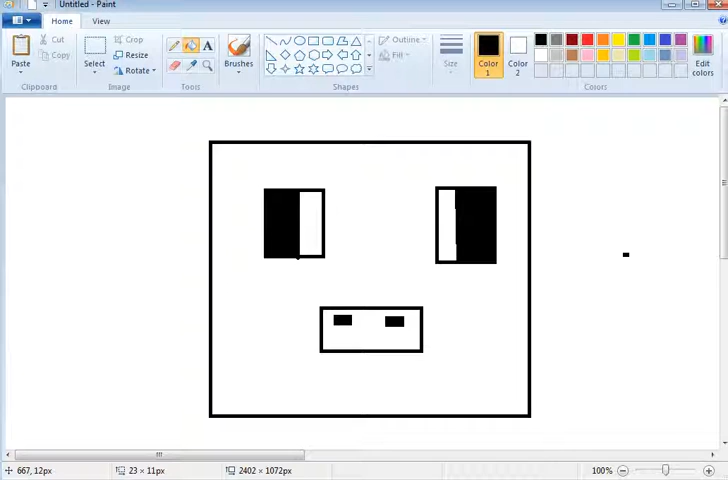 Untitled - Paint
Home
View
Paste
Cut
Copy
Clipboard
Select
Crop
Resize
Rotate
Image
A
Tools
Brushes
Shapes
Outline
Fill
Size
Color 1
Color 2
Colors
Edit colors
667, 12px
23 × 11px
2402 × 1072px
100%